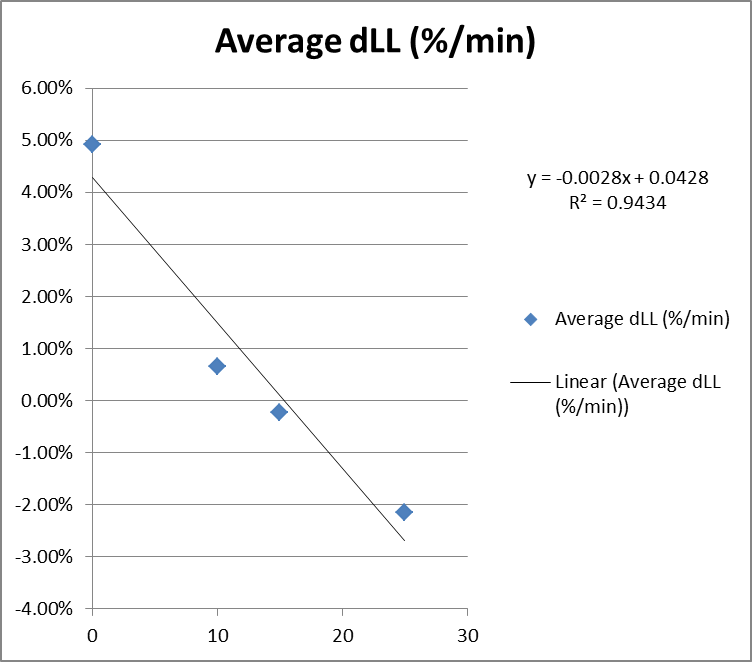 Average dLL (%/min)
6.00%
5.00%
4.00%
3.00%
2.00%
1.00%
0.00%
-1.00%
-2.00%
-3.00%
-4.00%
0 10 20 30
y = -0.0028x + 0.0428
R² = 0.9434
Average dLL (%/min)
Linear (Average dLL
(%/min))